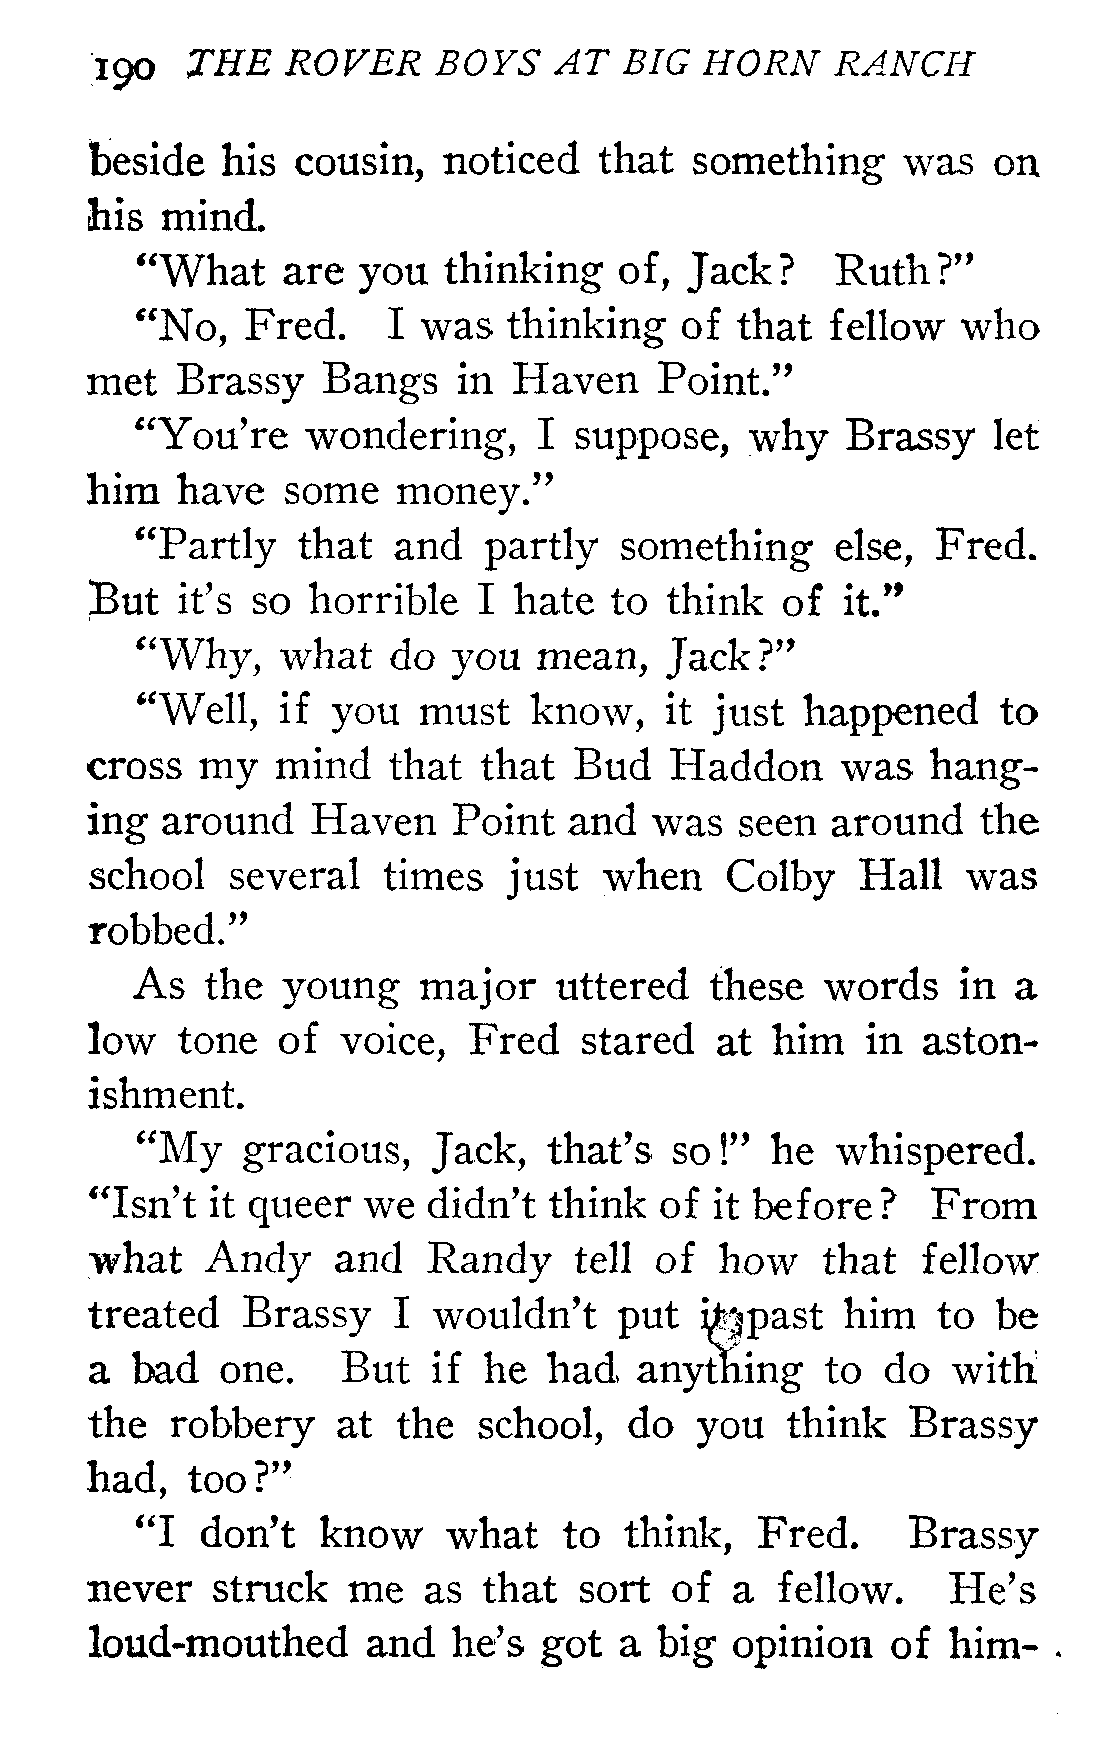 190 THE ROVER BOYS AT BIG HORN RANCH
beside his cousin, noticed that something was on
his mind.
“What are you thinking of, Jack? Ruth?”
“No, Fred. I was thinking of that fellow who
met Brassy Bangs in Haven Point.”
“You’re wondering, I suppose, why Brassy let
him have some money.”
“Partly that and partly something else, Fred.
But it’s so horrible I hate to think of it.”
“Why, what do you mean, Jack?”
“Well, if you must know, it just happened to
cross my mind that that Bud Haddon was hang-
ing around Haven Point and was seen around the
school several times just when Colby Hall was
robbed.”
As the young major uttered these words in a
low tone of voice, Fred stared at him in aston-
ishment.
“My gracious, Jack, that’s so!” he whispered.
“Isn’t it queer we didn’t think of it before? From
what Andy and Randy tell of how that fellow
treated Brassy I wouldn’t put it past him to be
a bad one. But if he had anything to do with
the robbery at the school, do you think Brassy
had, too?”
“I don’t know what to think, Fred. Brassy
never struck me as that sort of a fellow. He’s
loud-mouthed and he’s got a big opinion of him-